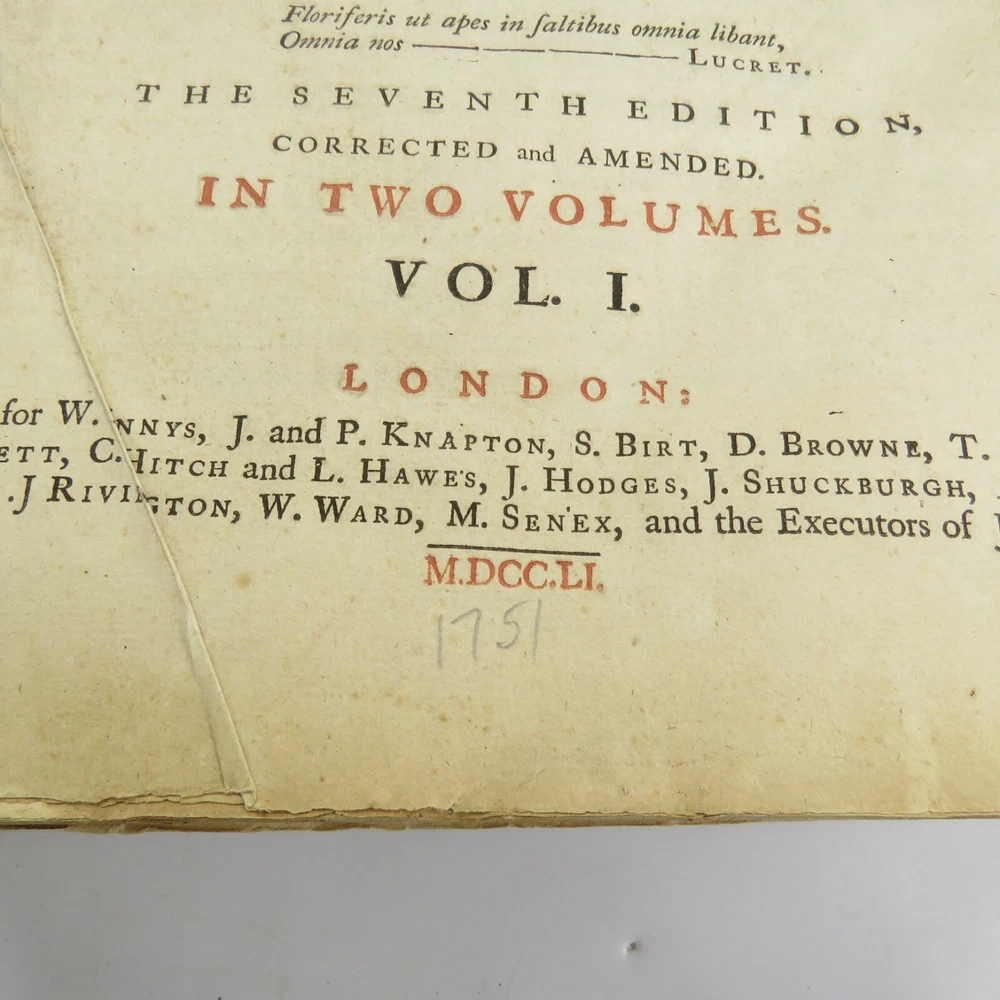 Floriferis ut apes in ſaltibus omnia libant,
Omnia nos ——————— LUCRET.
THE SEVENTH EDITION,
CORRECTED and AMENDED.
IN TWO VOLUMES.
VOL. I.
LONDON:
for W. NNYS, J. and P. KNAPTON, S. BIRT, D. BROWNE, T.
ETT, C. HITCH and L. HAWES, J. HODGES, J. SHUCKBURGH,
J RIVINGTON, W. WARD, M. SENEX, and the Executors of J
M.DCC.LI.
1751